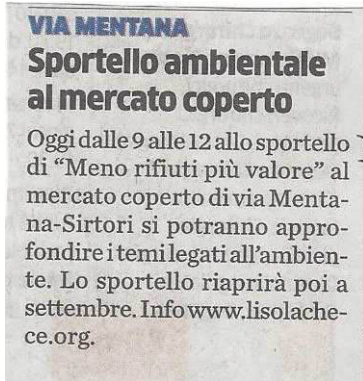 VIA MENTANA
Sportello ambientale
al mercato coperto
Oggi dalle 9 alle 12 allo sportello
di “Meno rifiuti più valore” al
mercato coperto di via Menta-
na-Sirtori si potranno appro-
fondire i temi legati all’ambien-
te. Lo sportello riaprirà poi a
settembre. Info www.lisolache-
ce.org.